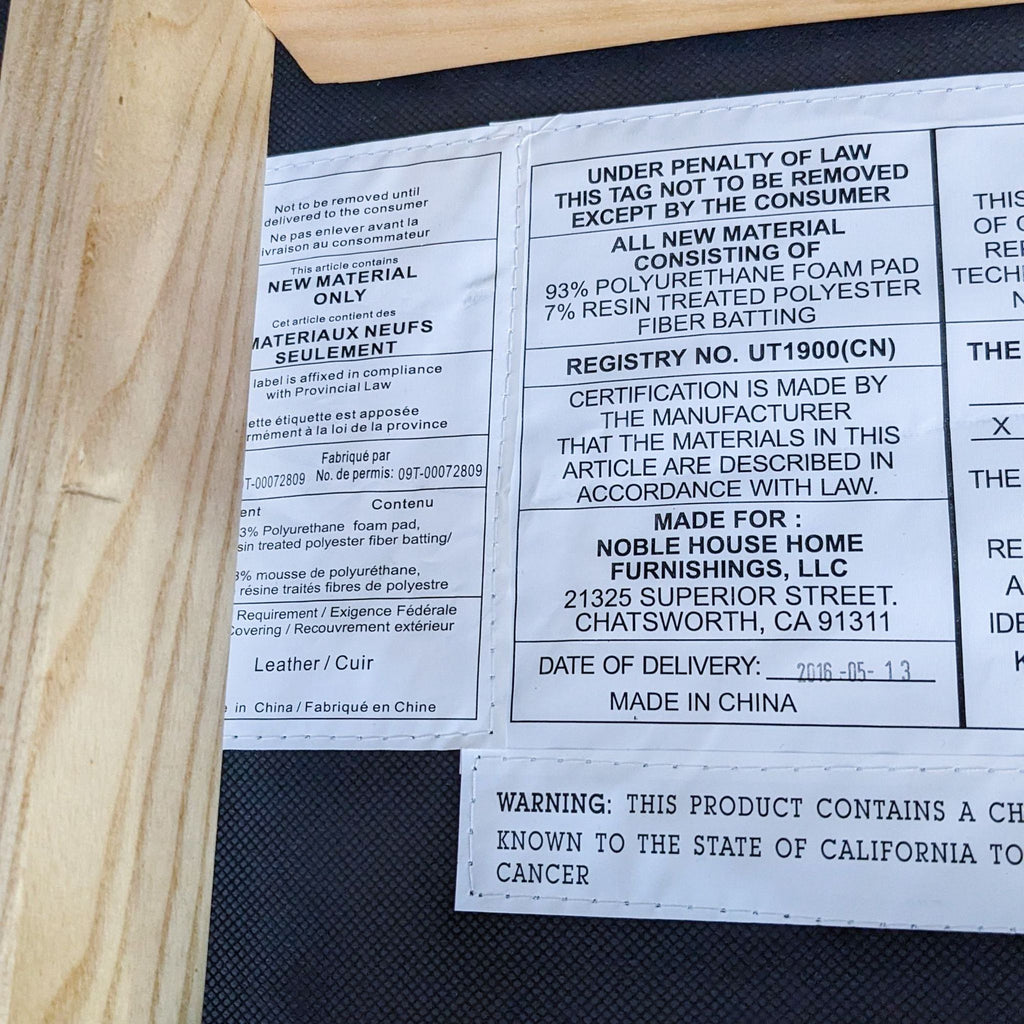 Not to be removed until
delivered to the consumer
Ne pas enlever avant la
ivraison au consommateur
This article contains
NEW MATERIAL
ONLY
Cet article contient des
MATERIAUX NEUFS
SEULEMENT
label is affixed in compliance
with Provincial Law
ette étiquette est apposée
rmément à la loi de la province
Fabriqué par
T-00072809 No. de permis: 09T-00072809
ent Contenu
3% Polyurethane foam pad,
sin treated polyester fiber batting/
3% mousse de polyuréthane,
résine traités fibres de polyestre
Requirement / Exigence Fédérale
Covering / Recouvrement extérieur
Leather / Cuir
in China / Fabriqué en Chine
UNDER PENALTY OF LAW
THIS TAG NOT TO BE REMOVED
EXCEPT BY THE CONSUMER
ALL NEW MATERIAL
CONSISTING OF
93% POLYURETHANE FOAM PAD
7% RESIN TREATED POLYESTER
FIBER BATTING
REGISTRY NO. UT1900(CN)
CERTIFICATION IS MADE BY
THE MANUFACTURER
THAT THE MATERIALS IN THIS
ARTICLE ARE DESCRIBED IN
ACCORDANCE WITH LAW.
MADE FOR :
NOBLE HOUSE HOME
FURNISHINGS, LLC
21325 SUPERIOR STREET.
CHATSWORTH, CA 91311
DATE OF DELIVERY: 2016-05-13
MADE IN CHINA
THIS
OF
RE
TECH
N
THE
X
THE
RE
A
IDE
K
WARNING: THIS PRODUCT CONTAINS A CH
KNOWN TO THE STATE OF CALIFORNIA TO
CANCER